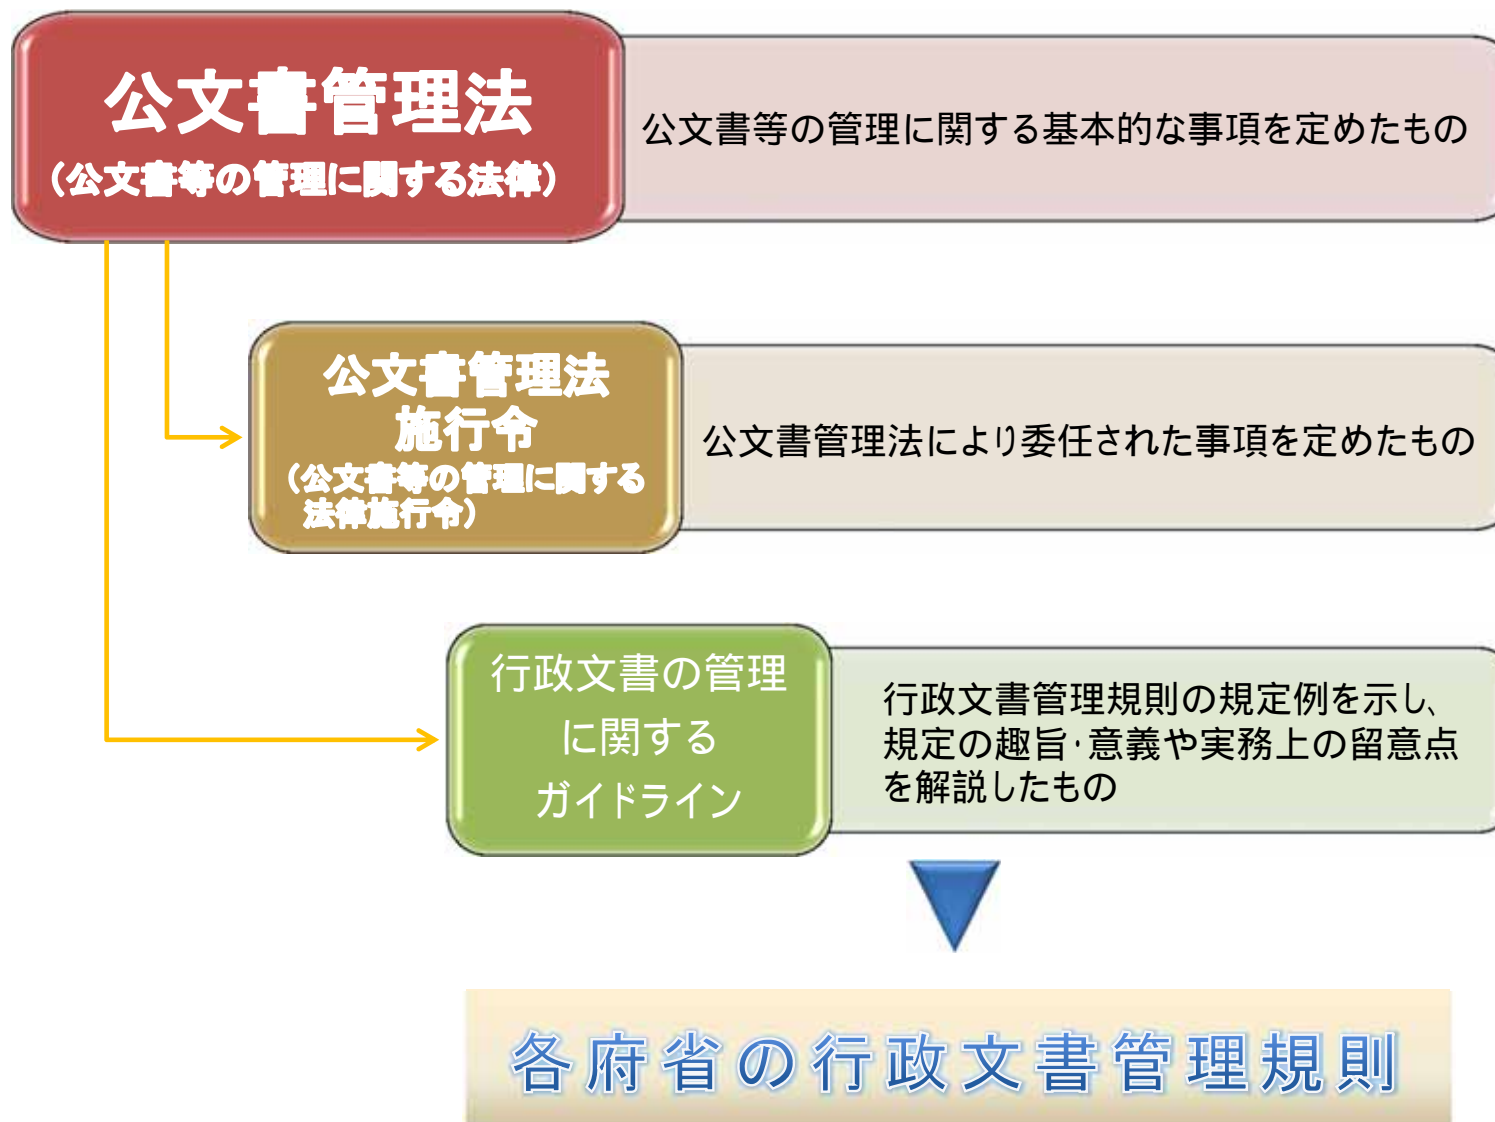 公文書管理法
（公文書等の管理に関する法律）
公文書等の管理に関する基本的な事項を定めたもの
公文書管理法
施行令
（公文書等の管理に関する
法律施行令）
公文書管理法により委任された事項を定めたもの
行政文書の管理
に関する
ガイドライン
行政文書管理規則の規定例を示し、
規定の趣旨・意義や実務上の留意点
を解説したもの
各府省の行政文書管理規則